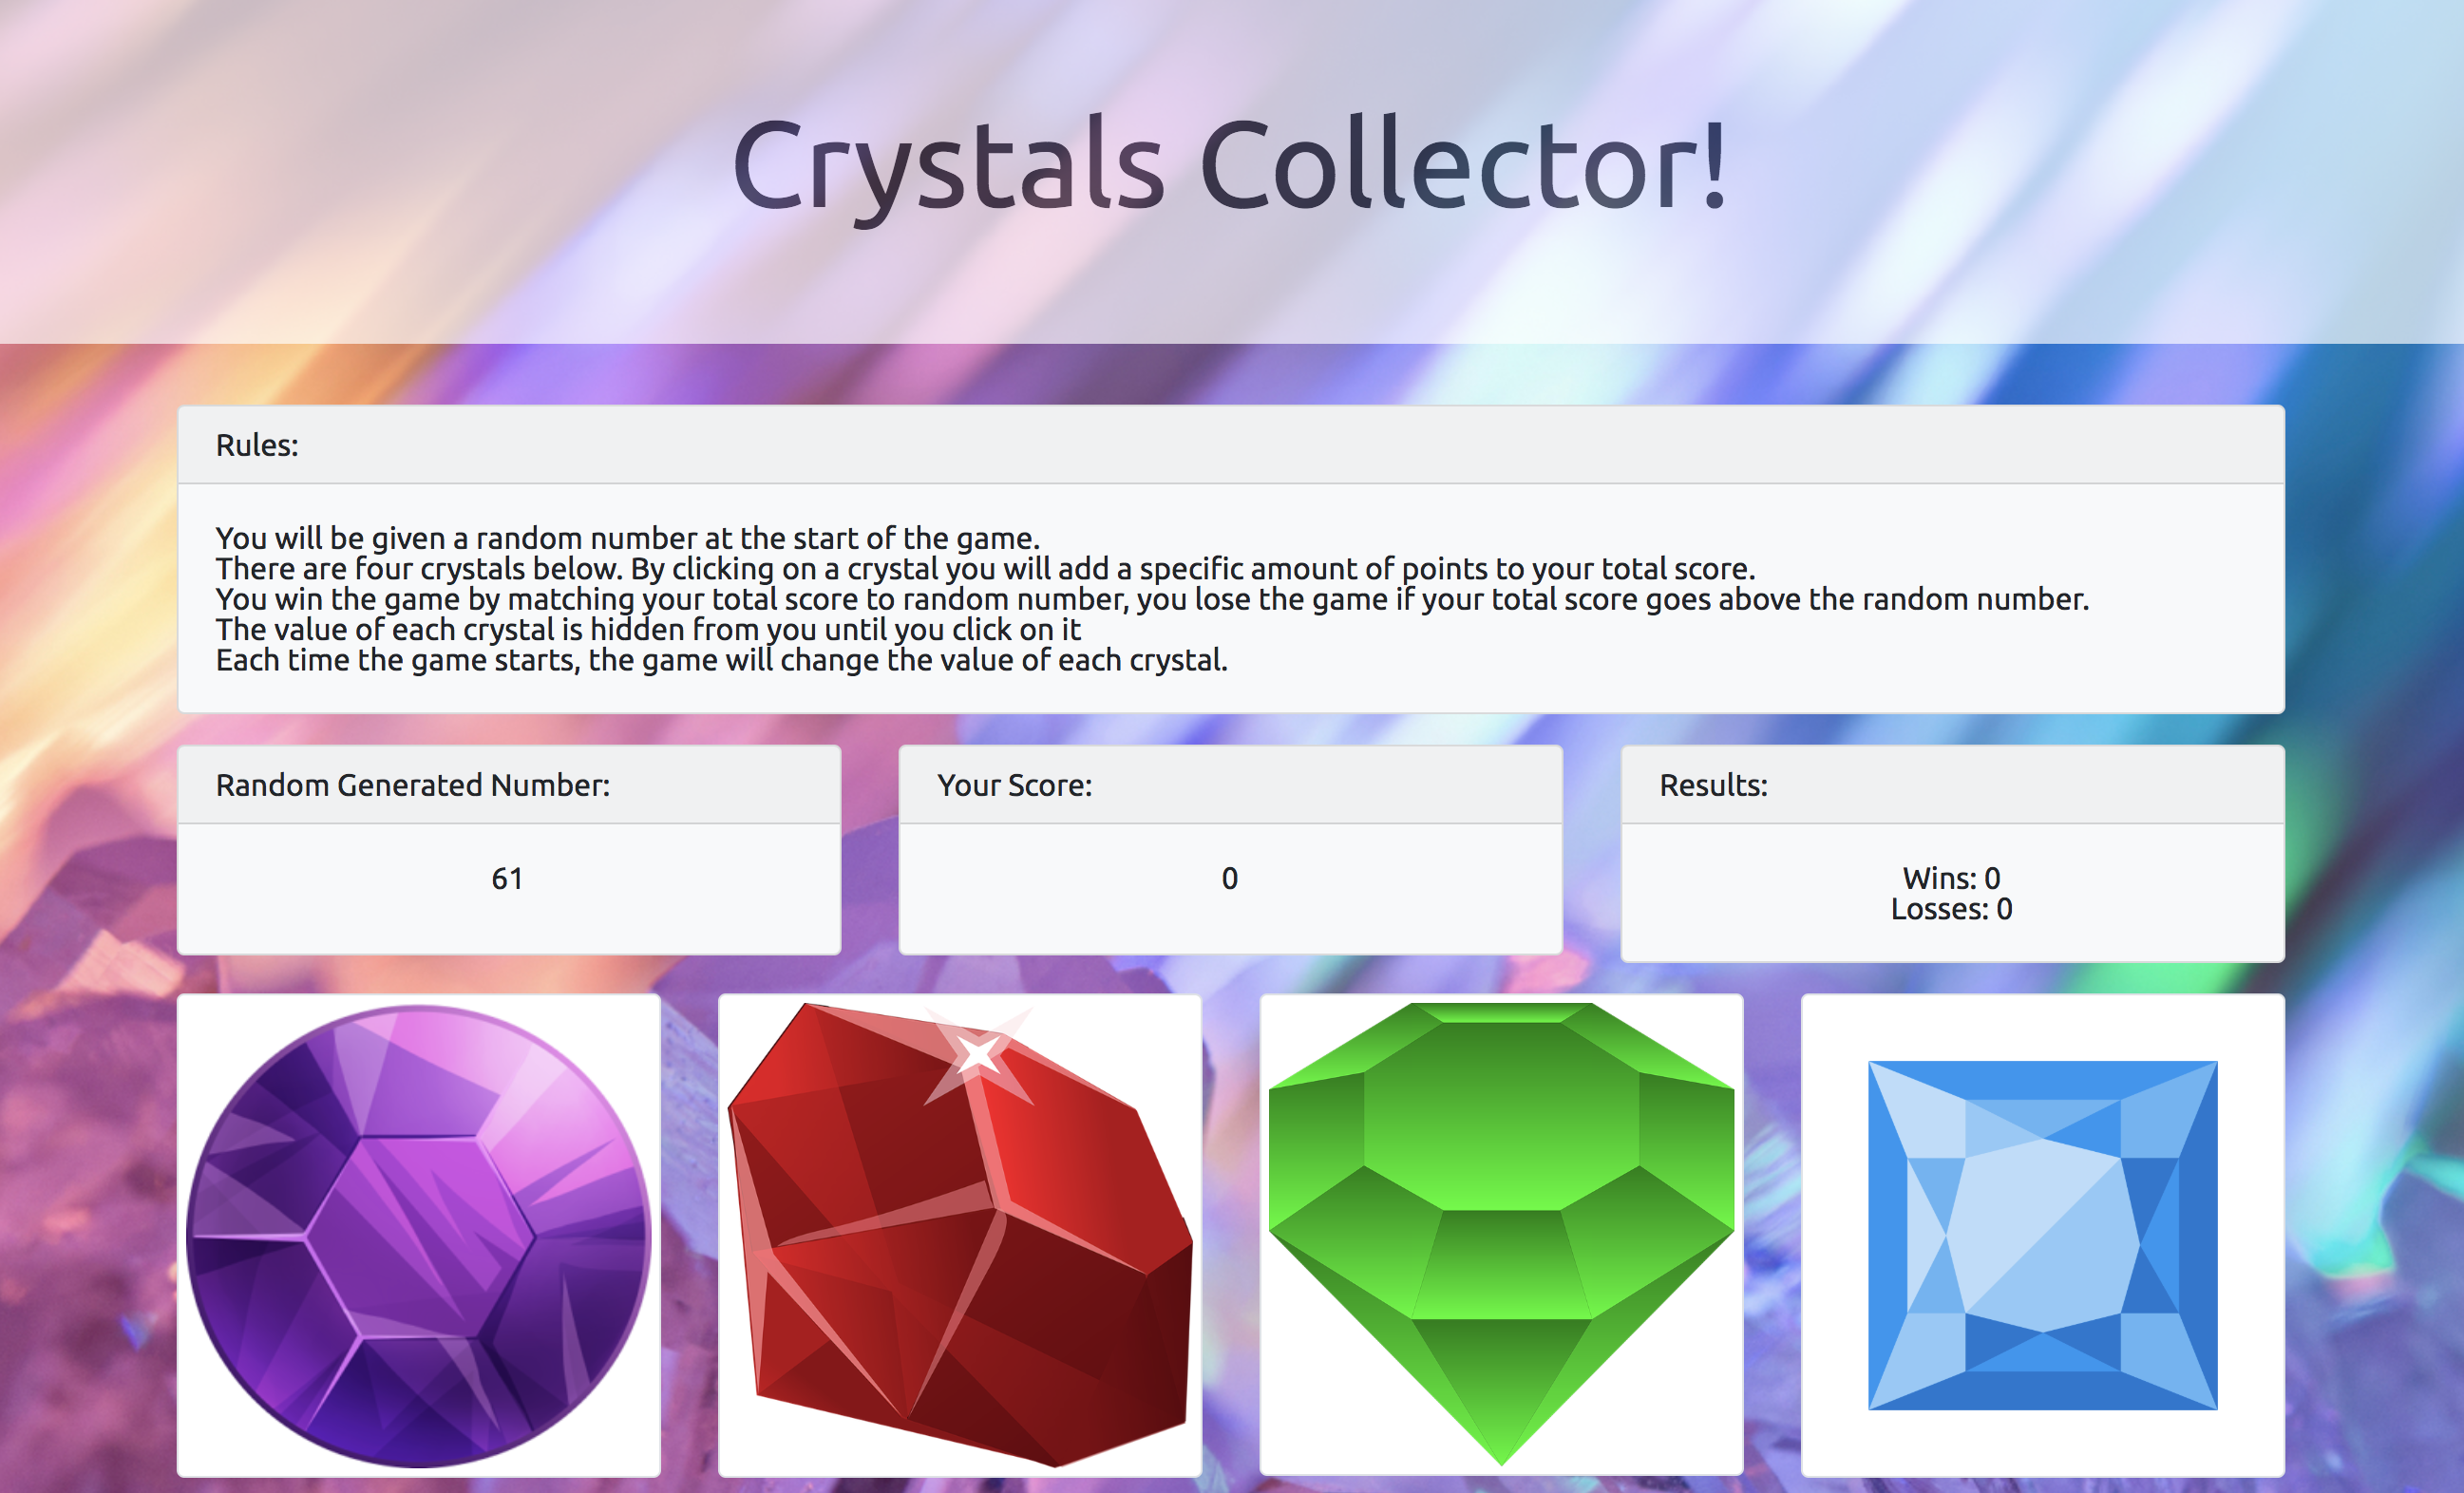 Crystals Collector!
Rules:
You will be given a random number at the start of the game.
There are four crystals below. By clicking on a crystal you will add a specific amount of points to your total score.
You win the game by matching your total score to random number, you lose the game if your total score goes above the random number.
The value of each crystal is hidden from you until you click on it
Each time the game starts, the game will change the value of each crystal.
Random Generated Number:
61
Your Score:
0
Results:
Wins: 0
Losses: 0